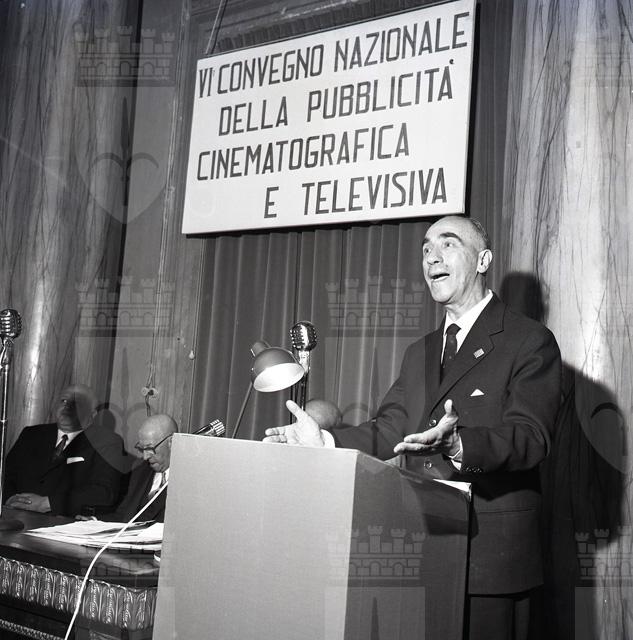 VI CONVEGNO NAZIONALE
DELLA PUBBLICITÀ
CINEMATOGRAFICA
E TELEVISIVA